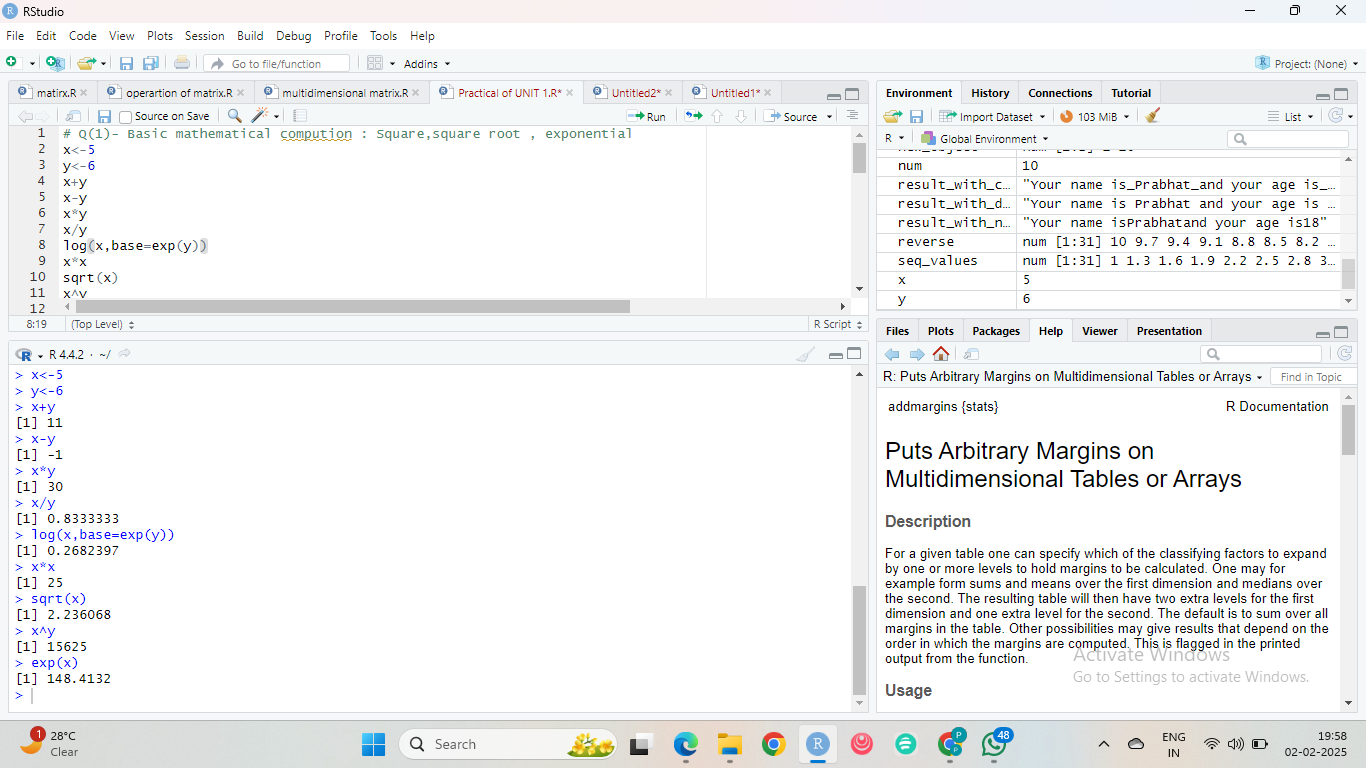 RStudio
File Edit Code View Plots Session Build Debug Profile Tools Help
Go to file/function Addins Project: (None)
matirx.R operartion of matrix.R multidimensional matrix.R Practical of UNIT 1.R* Untitled2* Untitled1*
Source on Save Run Source
1 # Q(1)- Basic mathematical compution : Square,square root , exponential
2 x<-5
3 y<-6
4 x+y
5 x-y
6 x*y
7 x/y
8 log(x,base=exp(y))
9 x*x
10 sqrt(x)
11 x^y
12
8:19 (Top Level) R Script
R 4.4.2 · ~/
> x<-5
> y<-6
> x+y
[1] 11
> x-y
[1] -1
> x*y
[1] 30
> x/y
[1] 0.8333333
> log(x,base=exp(y))
[1] 0.2682397
> x*x
[1] 25
> sqrt(x)
[1] 2.236068
> x^y
[1] 15625
> exp(x)
[1] 148.4132
>
Environment History Connections Tutorial
Import Dataset 103 MiB List
R Global Environment
num 10
result_with_c… "Your name is_Prabhat_and your age is_…
result_with_d… "Your name is Prabhat and your age is …
result_with_n… "Your name isPrabhatand your age is18"
reverse num [1:31] 10 9.7 9.4 9.1 8.8 8.5 8.2 …
seq_values num [1:31] 1 1.3 1.6 1.9 2.2 2.5 2.8 3…
x 5
y 6
Files Plots Packages Help Viewer Presentation
R: Puts Arbitrary Margins on Multidimensional Tables or Arrays Find in Topic
addmargins {stats} R Documentation
Puts Arbitrary Margins on
Multidimensional Tables or Arrays
Description
For a given table one can specify which of the classifying factors to expand
by one or more levels to hold margins to be calculated. One may for
example form sums and means over the first dimension and medians over
the second. The resulting table will then have two extra levels for the first
dimension and one extra level for the second. The default is to sum over all
margins in the table. Other possibilities may give results that depend on the
order in which the margins are computed. This is flagged in the printed
output from the function.
Usage
Activate Windows
Go to Settings to activate Windows.
1 28°C
Clear
Search
P
48
ENG
IN
19:58
02-02-2025